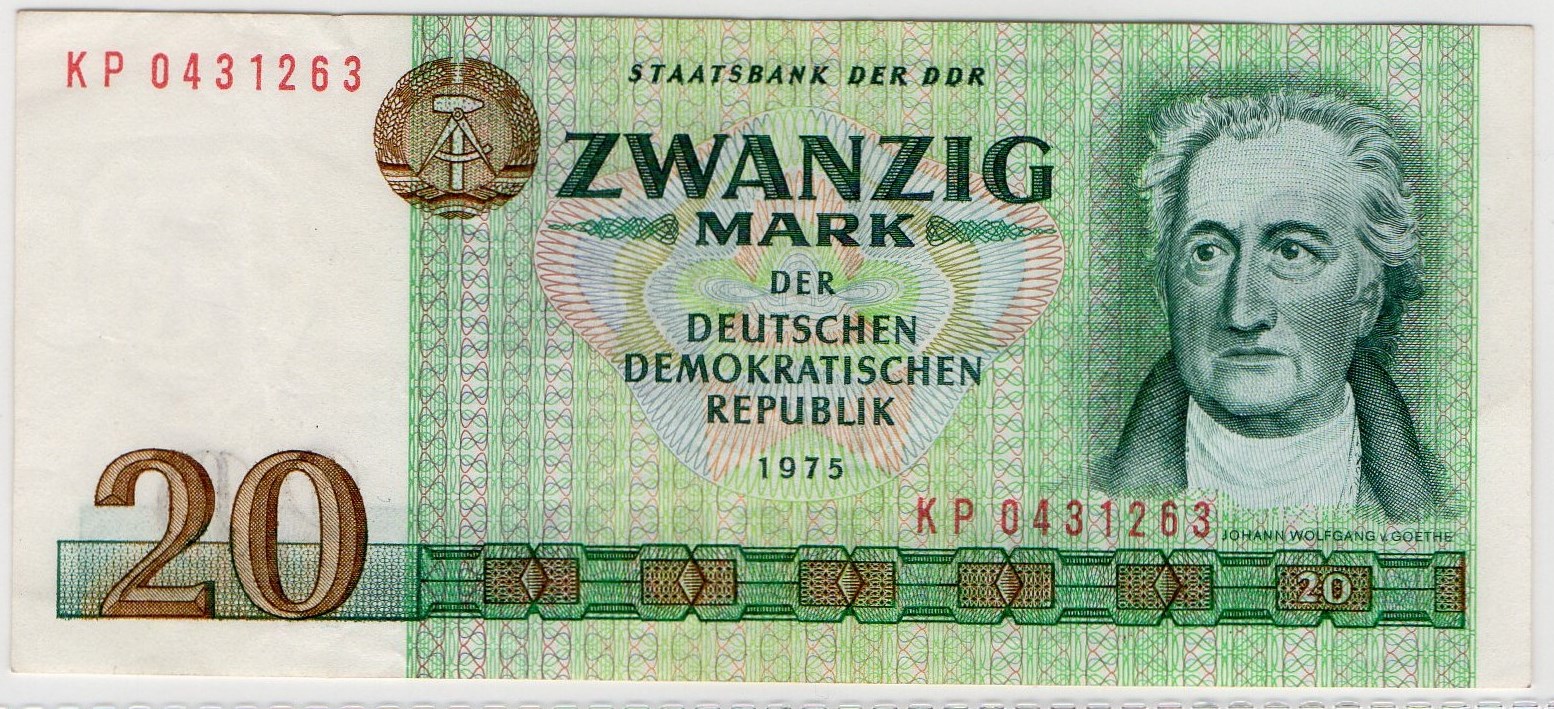 KP 0431263
STAATSBANK DER DDR
ZWANZIG
MARK
DER
DEUTSCHEN
DEMOKRATISCHEN
REPUBLIK
1975
KP 0431263
JOHANN WOLFGANG v. GOETHE
20
20